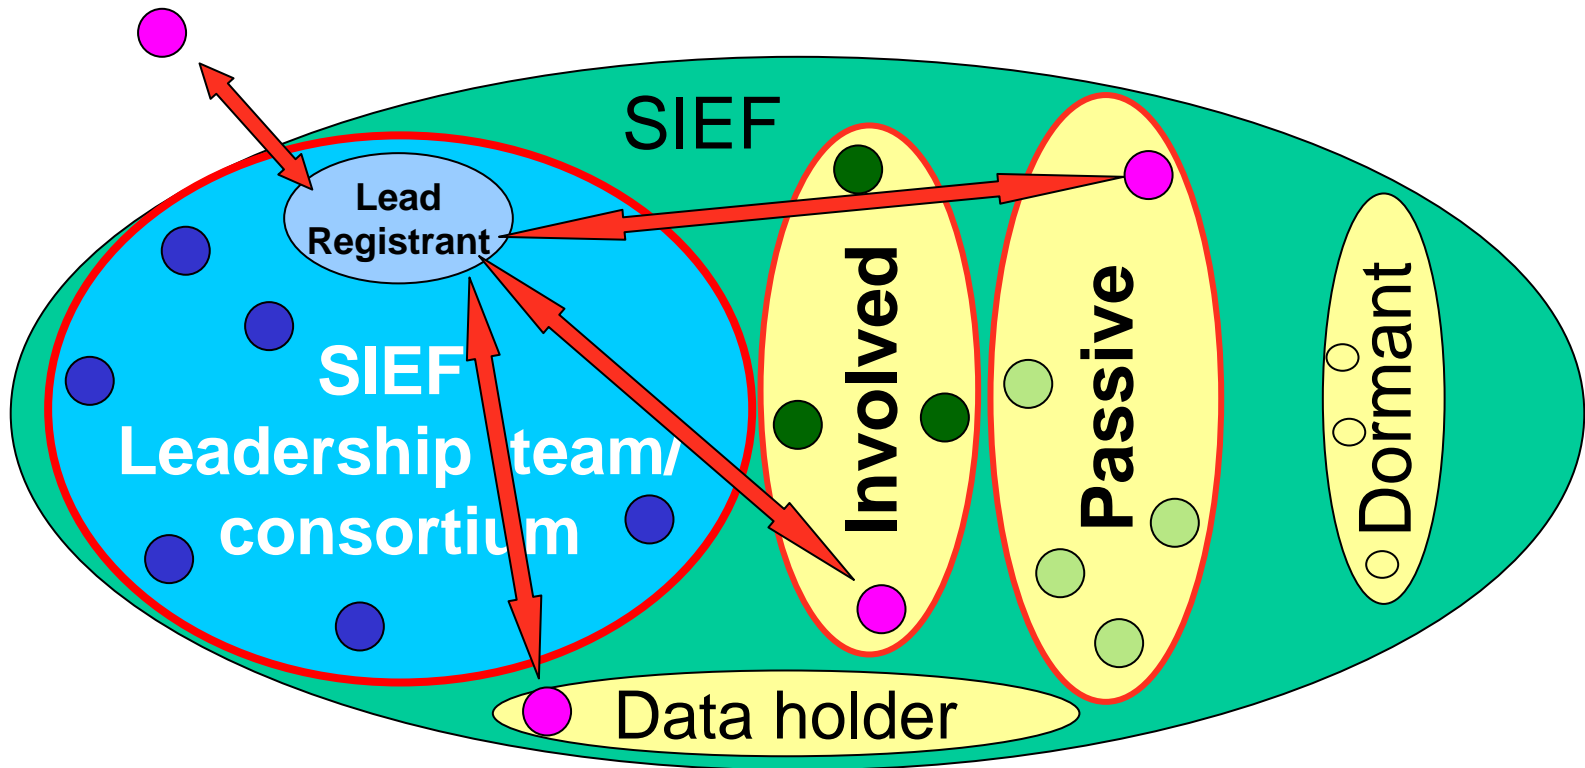 SIEF
Lead
Registrant
SIEF
Leadership team/
consortium
Involved
Passive
Dormant
Data holder